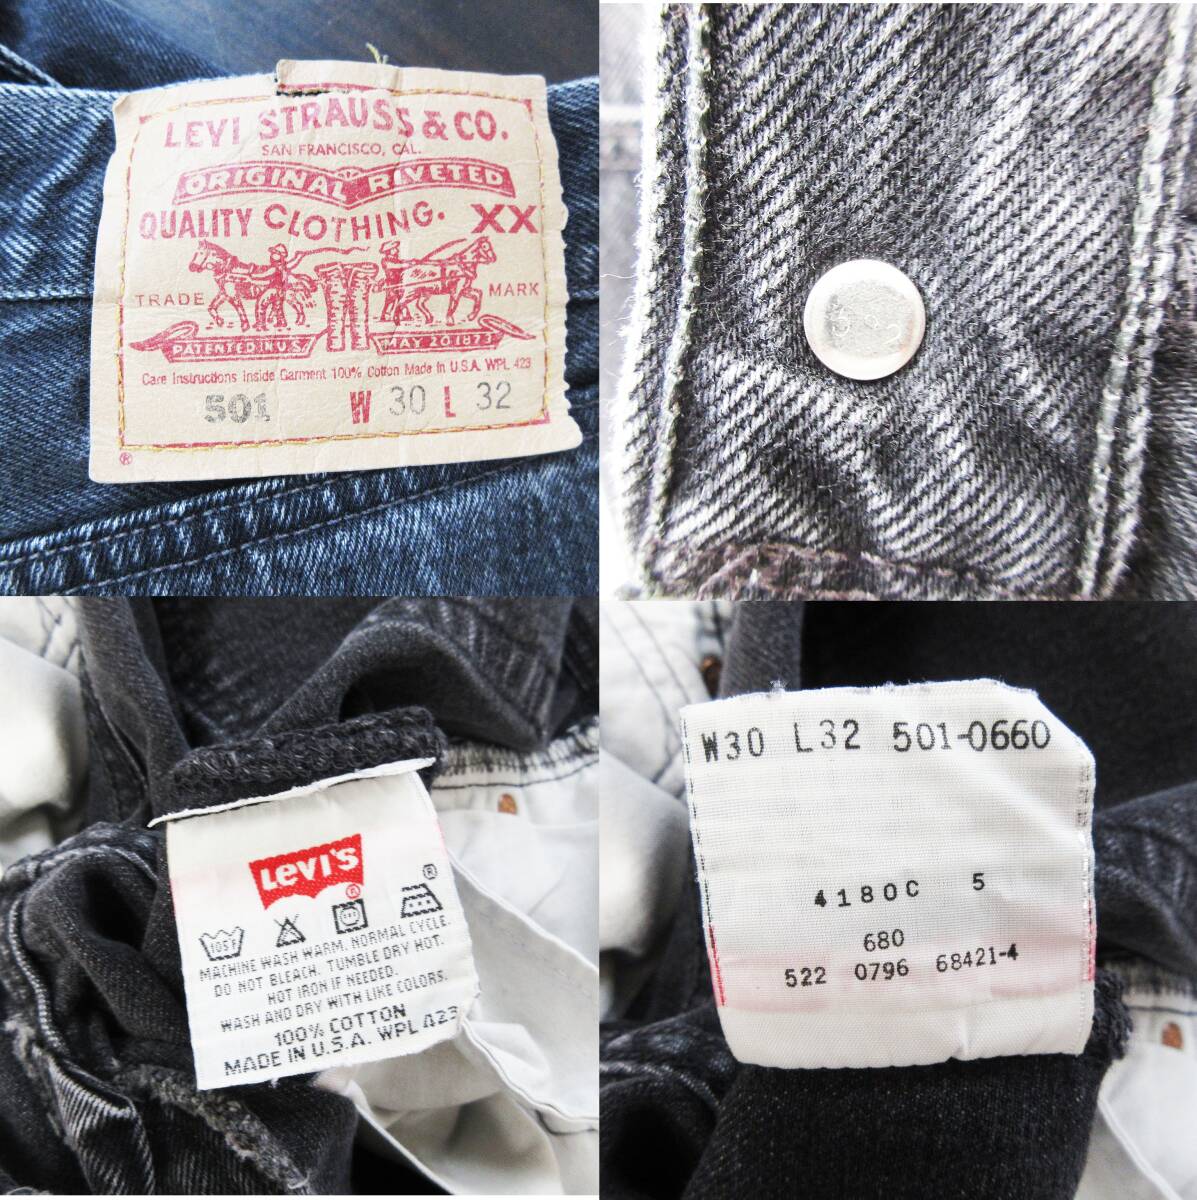 LEVI STRAUSS & CO.
SAN FRANCISCO, CAL.
ORIGINAL RIVETED
QUALITY CLOTHING. XX
TRADE MARK
PATENTED IN U.S. MAY 20 1873
Care Instructions Inside Garment 100% Cotton Made in U.S.A. WPL 423
501 W 30 L 32
®
LEVI'S
®
®
105F
MACHINE WASH WARM. NORMAL CYCLE.
DO NOT BLEACH. TUMBLE DRY HOT.
HOT IRON IF NEEDED.
WASH AND DRY WITH LIKE COLORS.
100% COTTON
MADE IN U.S.A. WPL 423
W30 L32 501-0660
4180C 5
680
522 0796 68421-4